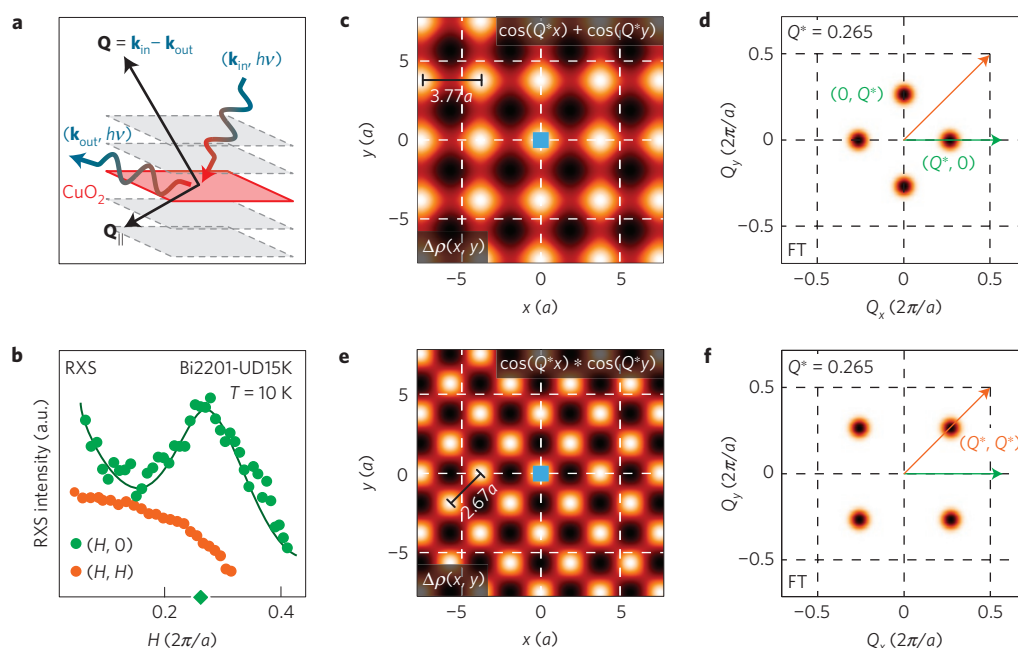 a
Q = k_in – k_out
(k_in, hν)
(k_out, hν)
CuO₂
Q_||
b
RXS
Bi2201-UD15K
T = 10 K
RXS intensity (a.u.)
(H, 0)
(H, H)
0.2
0.4
H (2π/a)
c
cos(Q*x) + cos(Q*y)
3.77a
Δρ(x, y)
5
0
−5
y (a)
−5
0
5
x (a)
d
Q* = 0.265
(0, Q*)
(Q*, 0)
FT
0.5
0
−0.5
Q_y (2π/a)
−0.5
0
0.5
Q_x (2π/a)
e
cos(Q*x) * cos(Q*y)
2.67a
Δρ(x, y)
5
0
−5
y (a)
−5
0
5
x (a)
f
Q* = 0.265
(Q*, Q*)
FT
0.5
0
−0.5
Q_y (2π/a)
−0.5
0
0.5
Q_x (2π/a)